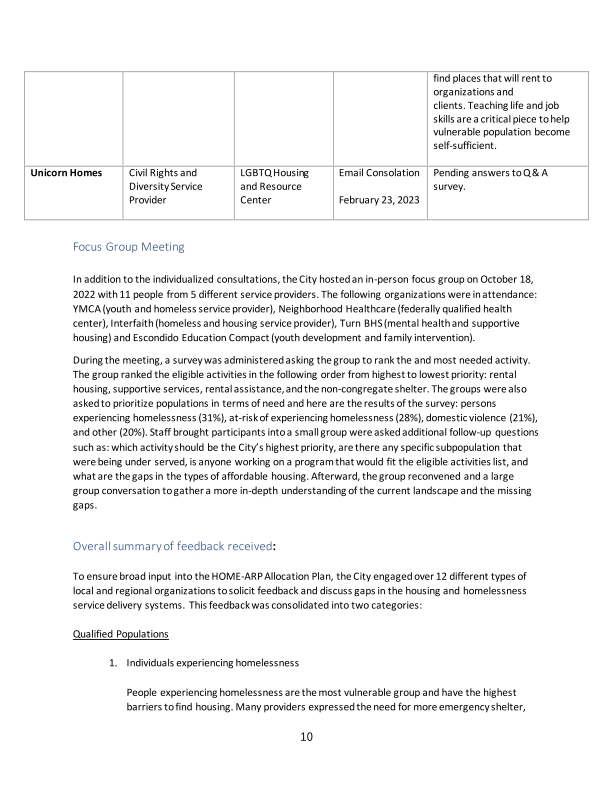 find places that will rent to
organizations and
clients. Teaching life and job
skills are a critical piece to help
vulnerable population become
self-sufficient.
Unicorn Homes
Civil Rights and
Diversity Service
Provider
LGBTQ Housing
and Resource
Center
Email Consolation
February 23, 2023
Pending answers to Q & A
survey.
Focus Group Meeting
In addition to the individualized consultations, the City hosted an in-person focus group on October 18,
2022 with 11 people from 5 different service providers. The following organizations were in attendance:
YMCA (youth and homeless service provider), Neighborhood Healthcare (federally qualified health
center), Interfaith (homeless and housing service provider), Turn BHS (mental health and supportive
housing) and Escondido Education Compact (youth development and family intervention).
During the meeting, a survey was administered asking the group to rank the and most needed activity.
The group ranked the eligible activities in the following order from highest to lowest priority: rental
housing, supportive services, rental assistance, and the non-congregate shelter. The groups were also
asked to prioritize populations in terms of need and here are the results of the survey: persons
experiencing homelessness (31%), at-risk of experiencing homelessness (28%), domestic violence (21%),
and other (20%). Staff brought participants into a small group were asked additional follow-up questions
such as: which activity should be the City's highest priority, are there any specific subpopulation that
were being under served, is anyone working on a program that would fit the eligible activities list, and
what are the gaps in the types of affordable housing. Afterward, the group reconvened and a large
group conversation to gather a more in-depth understanding of the current landscape and the missing
gaps.
Overall summary of feedback received:
To ensure broad input into the HOME-ARP Allocation Plan, the City engaged over 12 different types of
local and regional organizations to solicit feedback and discuss gaps in the housing and homelessness
service delivery systems. This feedback was consolidated into two categories:
Qualified Populations
1. Individuals experiencing homelessness
People experiencing homelessness are the most vulnerable group and have the highest
barriers to find housing. Many providers expressed the need for more emergency shelter,
10